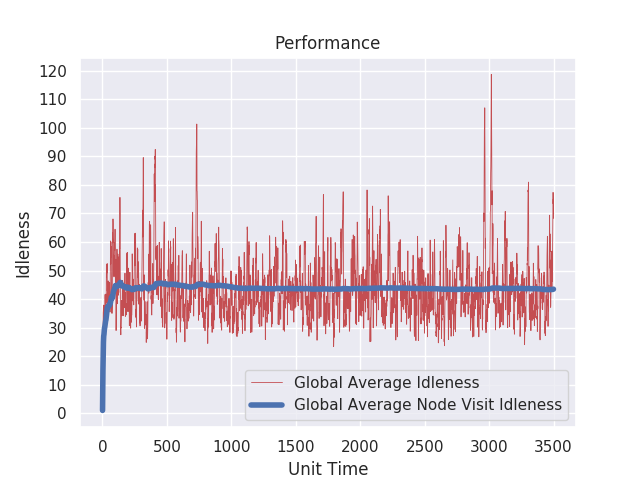 Performance
120
110
100
90
80
70
60
50
40
30
20
10
0
Idleness
Global Average Idleness
Global Average Node Visit Idleness
0 500 1000 1500 2000 2500 3000 3500
Unit Time